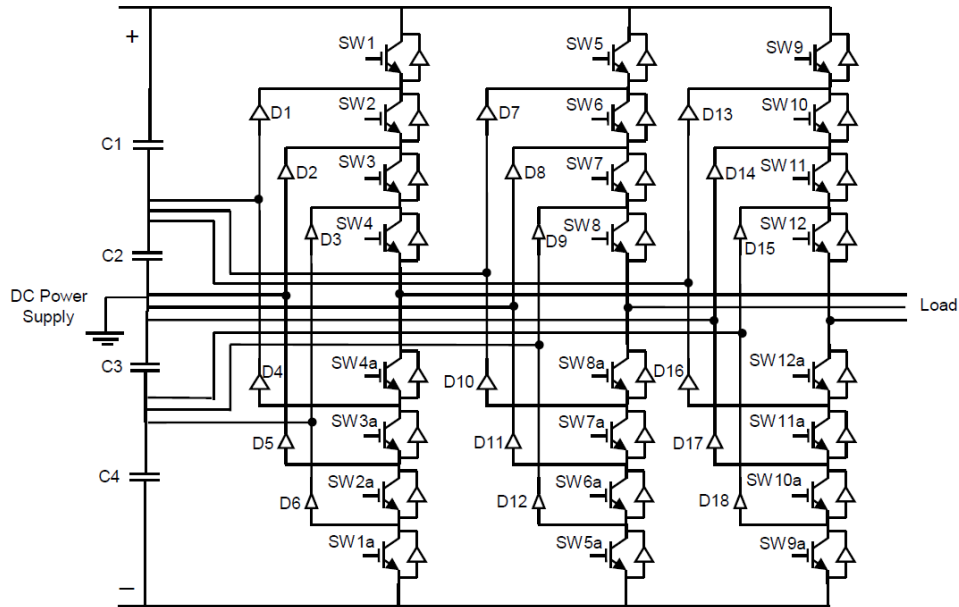 +
SW1
SW5
SW9
D1
SW2
D7
SW6
D13
SW10
C1
D2
SW3
D8
SW7
D14
SW11
D3
SW4
D9
SW8
D15
SW12
C2
DC Power
Supply
Load
C3
D4
SW4a
D10
SW8a
D16
SW12a
D5
SW3a
D11
SW7a
D17
SW11a
C4
D6
SW2a
D12
SW6a
D18
SW10a
SW1a
SW5a
SW9a
–